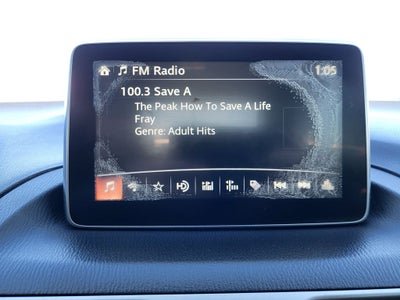 FM Radio 1:05
100.3 Save A
The Peak How To Save A Life
Fray
Genre: Adult Hits